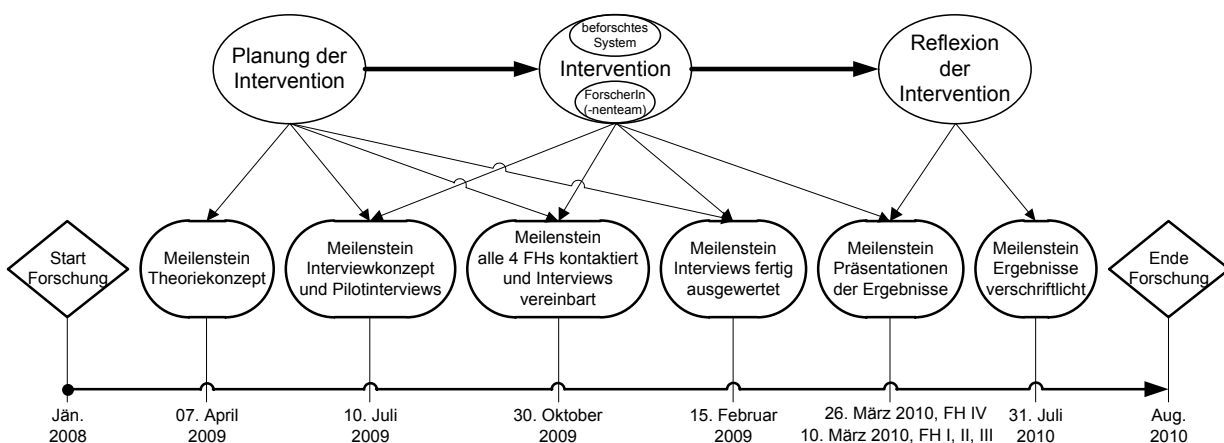 beforschtes
System
Planung der
Intervention
Intervention
ForscherIn
(-nenteam)
Reflexion
der
Intervention
Start
Forschung
Meilenstein
Theoriekonzept
Meilenstein
Interviewkonzept
und Pilotinterviews
Meilenstein
alle 4 FHs kontaktiert
und Interviews
vereinbart
Meilenstein
Interviews fertig
ausgewertet
Meilenstein
Präsentationen
der Ergebnisse
Meilenstein
Ergebnisse
verschriftlicht
Ende
Forschung
Jän.
2008
07. April
2009
10. Juli
2009
30. Oktober
2009
15. Februar
2009
26. März 2010, FH IV
10. März 2010, FH I, II, III
31. Juli
2010
Aug.
2010